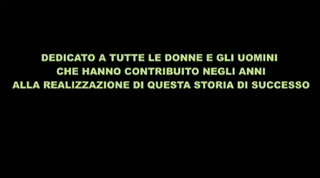 DEDICATO A TUTTE LE DONNE E GLI UOMINI
CHE HANNO CONTRIBUITO NEGLI ANNI
ALLA REALIZZAZIONE DI QUESTA STORIA DI SUCCESSO